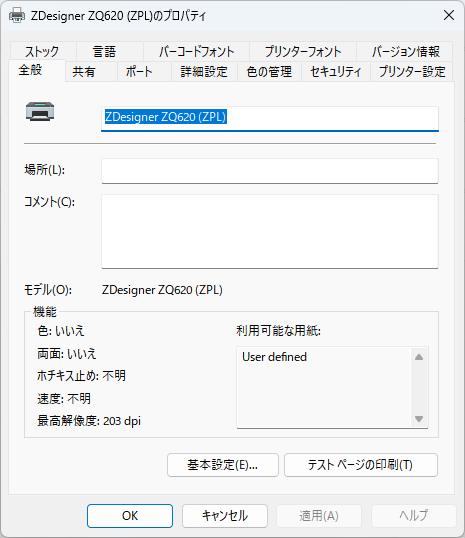 ZDesigner ZQ620 (ZPL)のプロパティ
ストック 言語 バーコードフォント プリンターフォント バージョン情報
全般 共有 ポート 詳細設定 色の管理 セキュリティ プリンター設定
ZDesigner ZQ620 (ZPL)
場所(L):
コメント(C):
モデル(O): ZDesigner ZQ620 (ZPL)
機能
色: いいえ 利用可能な用紙:
両面: いいえ User defined
ホチキス止め: 不明
速度: 不明
最高解像度: 203 dpi
基本設定(E)... テスト ページの印刷(T)
OK キャンセル 適用(A) ヘルプ